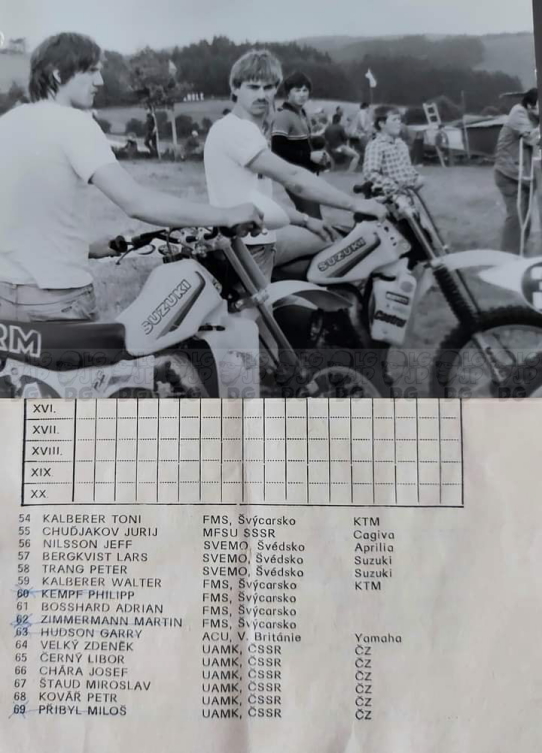 SUZUKI
SUZUKI
RM
XVI.
XVII.
XVIII.
XIX
XX
54 KALBERER TONI FMS, Švýcarsko KTM
55 CHUĎJAKOV JURIJ MFSU SSSR Cagiva
56 NILSSON JEFF SVEMO, Švédsko Aprilia
57 BERGKVIST LARS SVEMO, Švédsko Suzuki
58 TRANG PETER SVEMO, Švédsko Suzuki
59 KALBERER WALTER FMS, Švýcarsko KTM
60 KEMPF PHILIPP FMS, Švýcarsko
61 BOSSHARD ADRIAN FMS, Švýcarsko
62 ZIMMERMANN MARTIN FMS, Švýcarsko
63 HUDSON GARRY ACU, V. Británie Yamaha
64 VELKÝ ZDENĚK UAMK, ČSSR ČZ
65 ČERNÝ LIBOR UAMK, ČSSR ČZ
66 CHÁRA JOSEF UAMK, ČSSR ČZ
67 ŠTAUD MIROSLAV UAMK, ČSSR ČZ
68 KOVÁŘ PETR UAMK, ČSSR ČZ
69 PŘIBYL MILOŠ UAMK, ČSSR ČZ